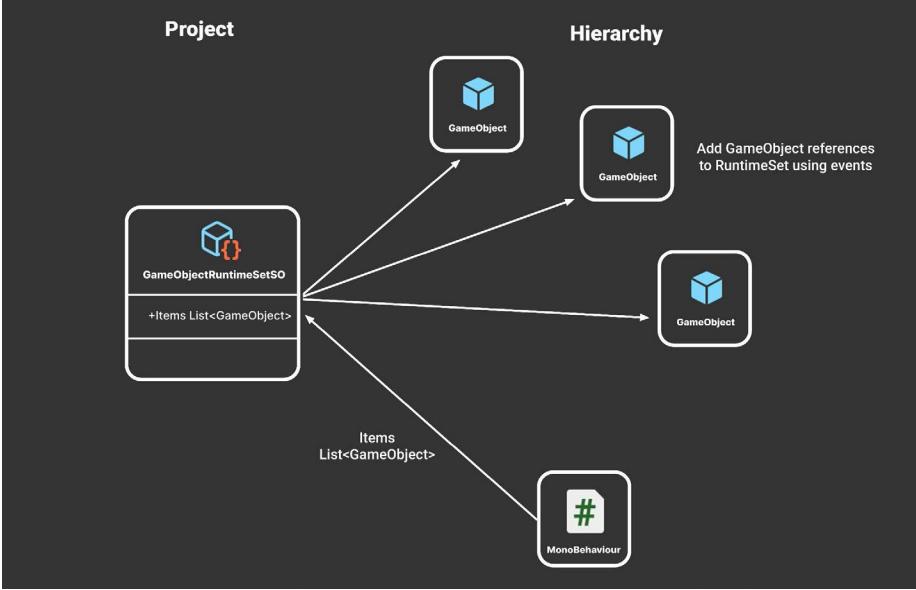 Project
Hierarchy
GameObject
GameObject
Add GameObject references
to RuntimeSet using events
GameObjectRuntimeSetSO
+Items List<GameObject>
GameObject
Items
List<GameObject>
#
MonoBehaviour